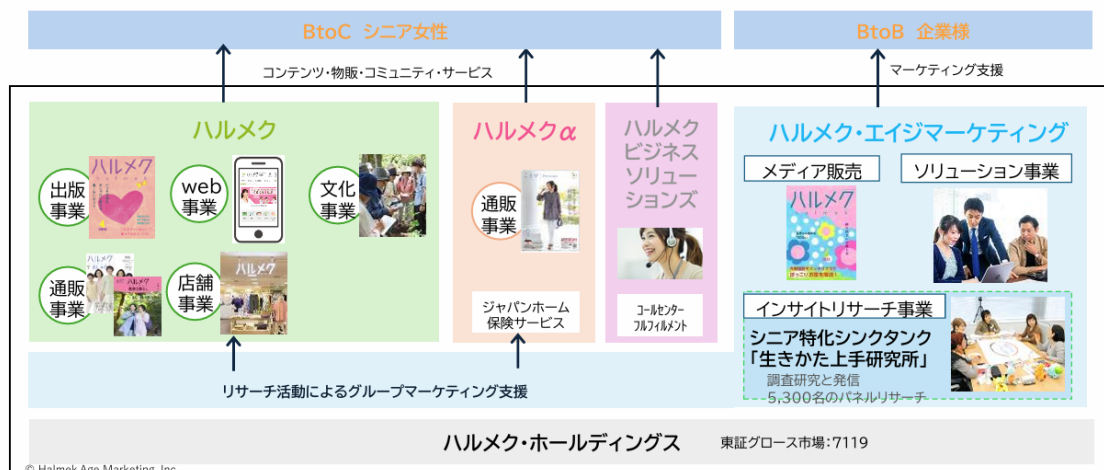 BtoC シニア女性
BtoB 企業様
コンテンツ・物販・コミュニティ・サービス
マーケティング支援
ハルメク
出版
事業
ハルメク
web
事業
文化
事業
通販
事業
店舗
事業
ハルメク
ハルメクα
通販
事業
ジャパンホーム
保険サービス
ハルメク
ビジネス
ソリュー
ションズ
コールセンター
フルフィルメント
ハルメク・エイジマーケティング
メディア販売
ハルメク
ソリューション事業
インサイトリサーチ事業
シニア特化シンクタンク
「生きかた上手研究所」
調査研究と発信
5,300名のパネルリサーチ
リサーチ活動によるグループマーケティング支援
ハルメク・ホールディングス
東証グロース市場:7119
© Halmek Age Marketing, Inc